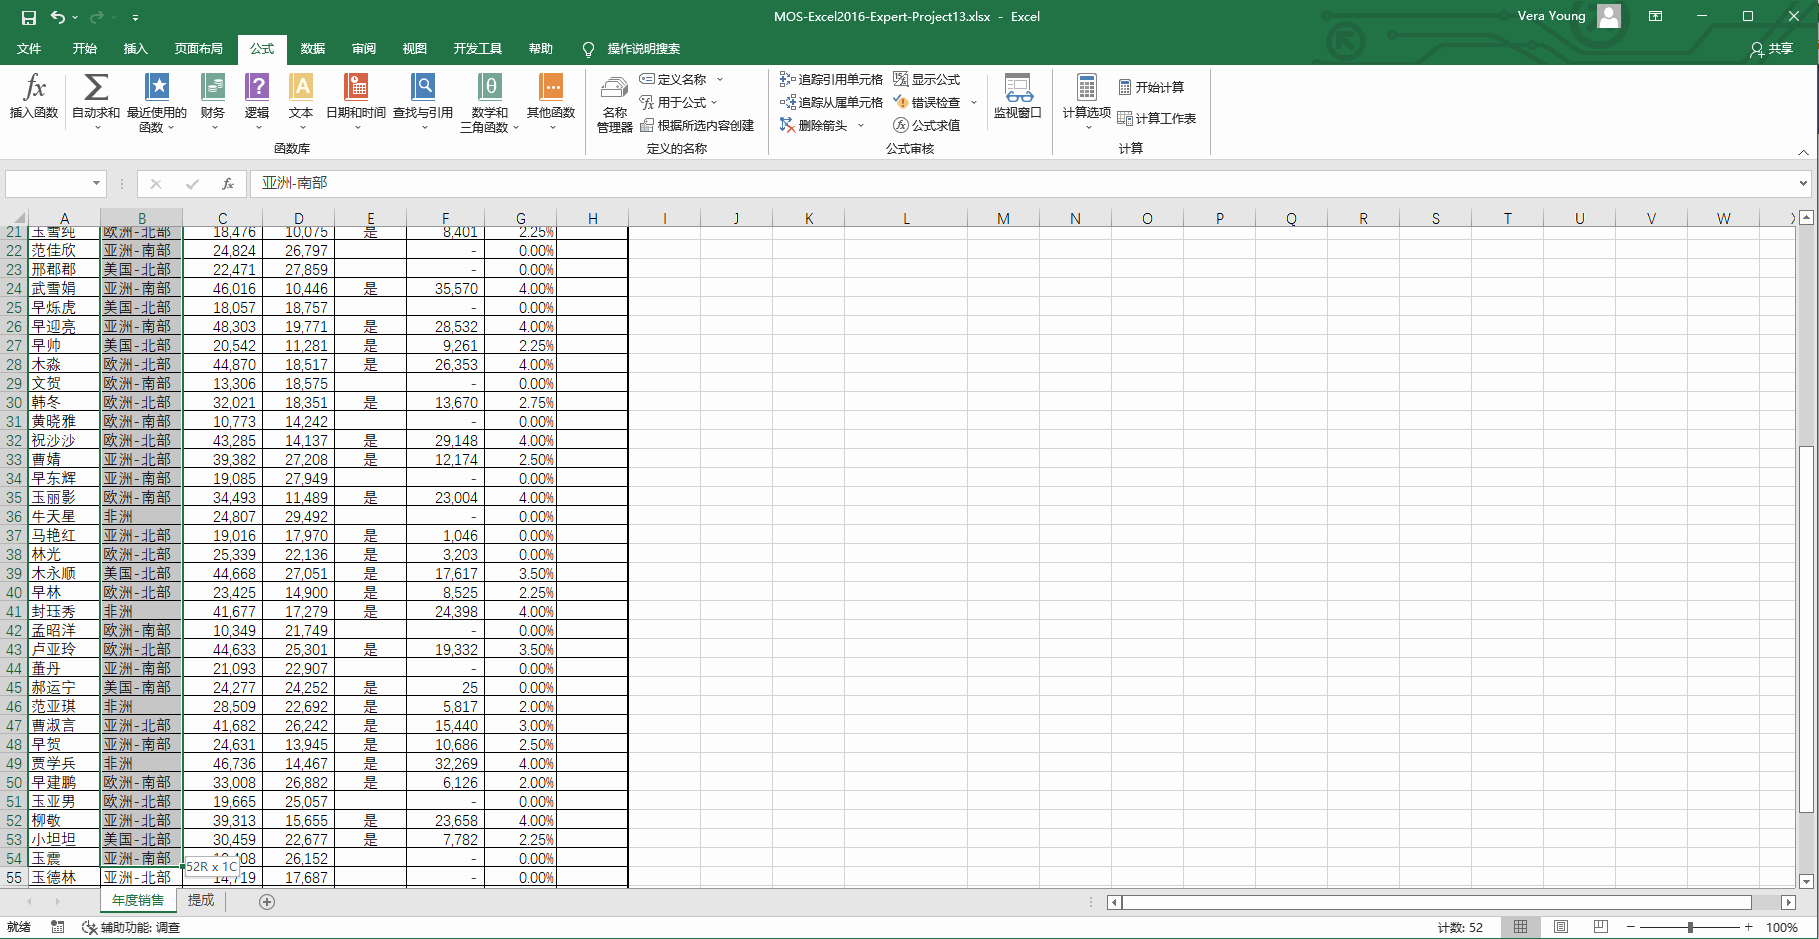 MOS-Excel2016-Expert-Project13.xlsx - Excel
Vera Young
文件 开始 插入 页面布局 公式 数据 审阅 视图 开发工具 帮助 操作说明搜索 共享
插入函数 自动求和 最近使用的函数 财务 逻辑 文本 日期和时间 查找与引用 数学和三角函数 其他函数
函数库
名称管理器 定义名称 用于公式 根据所选内容创建
定义的名称
追踪引用单元格 追踪从属单元格 删除箭头 显示公式 错误检查 公式求值 监视窗口
公式审核
计算选项 开始计算 计算工作表
计算
fx 亚洲-南部
A B C D E F G H I J K L M N O P Q R S T U V W
21 玉雪纯 欧洲-北部 18,476 10,075 是 8,401 2.25%
22 范佳欣 亚洲-南部 24,824 26,797 - 0.00%
23 邢郡郡 美国-北部 22,471 27,859 - 0.00%
24 武雪娟 亚洲-南部 46,016 10,446 是 35,570 4.00%
25 早烁虎 美国-北部 18,057 18,757 - 0.00%
26 早迎亮 亚洲-南部 48,303 19,771 是 28,532 4.00%
27 早帅 美国-北部 20,542 11,281 是 9,261 2.25%
28 木淼 欧洲-北部 44,870 18,517 是 26,353 4.00%
29 文贺 欧洲-南部 13,306 18,575 - 0.00%
30 韩冬 欧洲-北部 32,021 18,351 是 13,670 2.75%
31 黄晓雅 欧洲-南部 10,773 14,242 - 0.00%
32 祝沙沙 欧洲-北部 43,285 14,137 是 29,148 4.00%
33 曹婧 亚洲-北部 39,382 27,208 是 12,174 2.50%
34 早东辉 亚洲-南部 19,085 27,949 - 0.00%
35 玉丽影 欧洲-南部 34,493 11,489 是 23,004 4.00%
36 牛天星 非洲 24,807 29,492 - 0.00%
37 马艳红 亚洲-北部 19,016 17,970 是 1,046 0.00%
38 林光 欧洲-北部 25,339 22,136 是 3,203 0.00%
39 木永顺 美国-北部 44,668 27,051 是 17,617 3.50%
40 早林 欧洲-北部 23,425 14,900 是 8,525 2.25%
41 封珏秀 非洲 41,677 17,279 是 24,398 4.00%
42 孟昭洋 欧洲-南部 10,349 21,749 - 0.00%
43 卢亚玲 欧洲-北部 44,633 25,301 是 19,332 3.50%
44 董丹 亚洲-南部 21,093 22,907 - 0.00%
45 郝运宁 美国-南部 24,277 24,252 是 25 0.00%
46 范亚琪 非洲 28,509 22,692 是 5,817 2.00%
47 曹淑言 亚洲-北部 41,682 26,242 是 15,440 3.00%
48 早贺 亚洲-南部 24,631 13,945 是 10,686 2.50%
49 贾学兵 非洲 46,736 14,467 是 32,269 4.00%
50 早建鹏 欧洲-南部 33,008 26,882 是 6,126 2.00%
51 玉亚男 欧洲-北部 19,665 25,057 - 0.00%
52 柳敬 亚洲-北部 39,313 15,655 是 23,658 4.00%
53 小坦坦 美国-北部 30,459 22,677 是 7,782 2.25%
54 玉震 亚洲-南部 26,152 - 0.00%
52R x 1C
55 玉德林 亚洲-北部 14,719 17,687 - 0.00%
年度销售 提成
就绪 辅助功能: 调查 计数: 52 100%